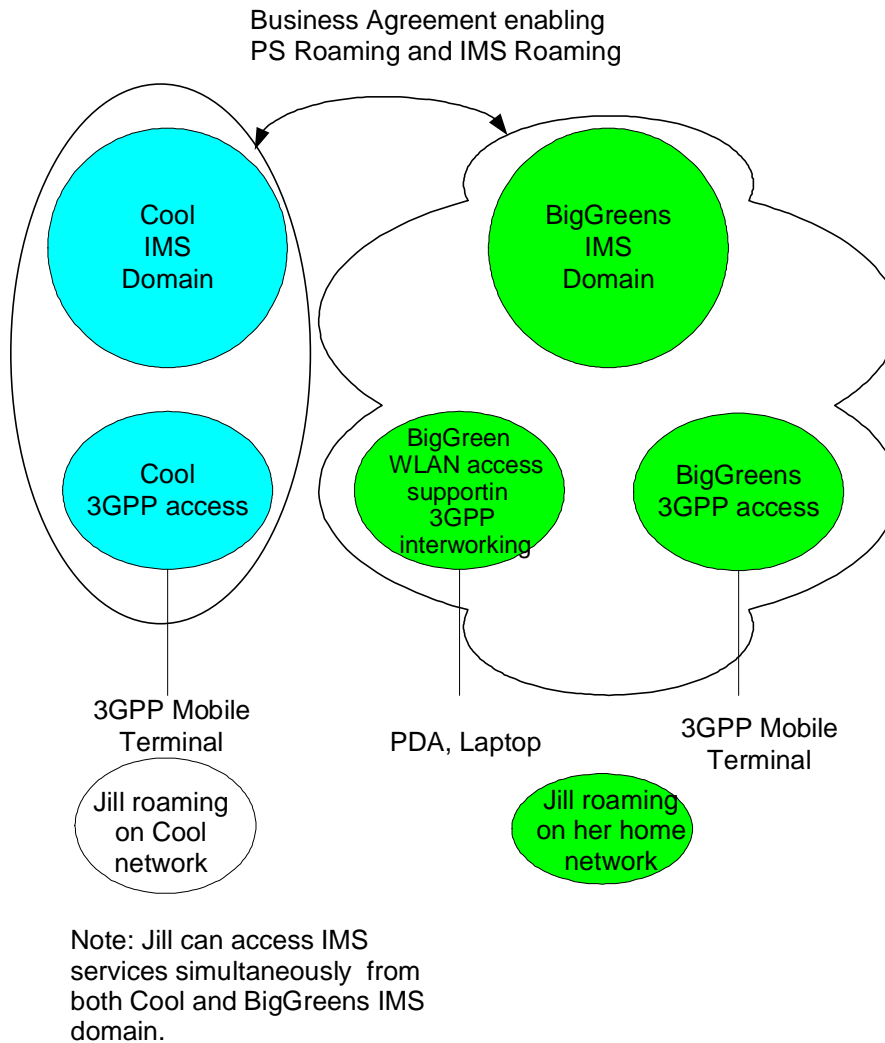 Business Agreement enabling
PS Roaming and IMS Roaming
Cool
IMS
Domain
BigGreens
IMS
Domain
Cool
3GPP access
BigGreen
WLAN access
supportin
3GPP
interworking
BigGreens
3GPP access
3GPP Mobile
Terminal
PDA, Laptop
3GPP Mobile
Terminal
Jill roaming
on Cool
network
Jill roaming
on her home
network
Note: Jill can access IMS
services simultaneously from
both Cool and BigGreens IMS
domain.